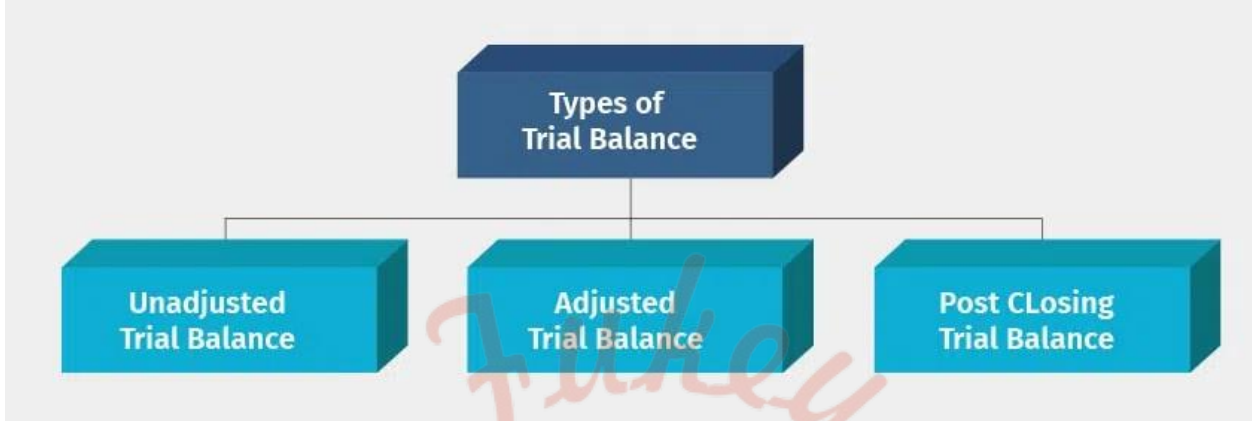 Types of
Trial Balance
Unadjusted
Trial Balance
Adjusted
Trial Balance
Post CLosing
Trial Balance